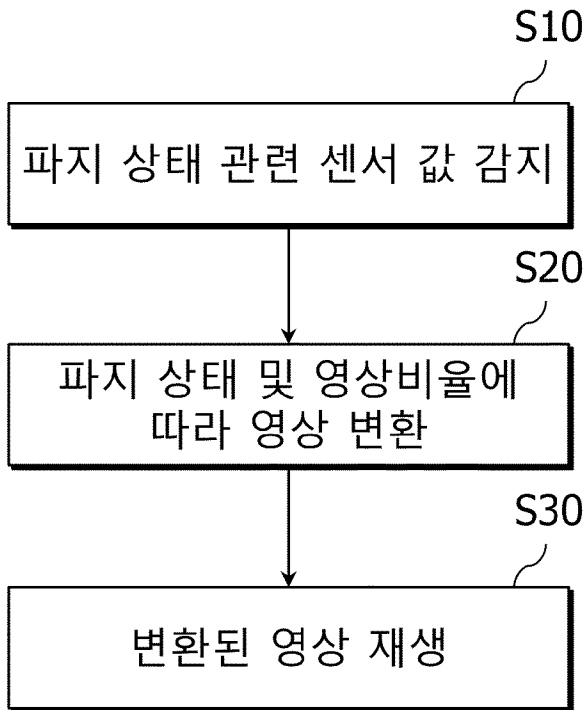 S10
파지 상태 관련 센서 값 감지
S20
파지 상태 및 영상비율에
따라 영상 변환
S30
변환된 영상 재생